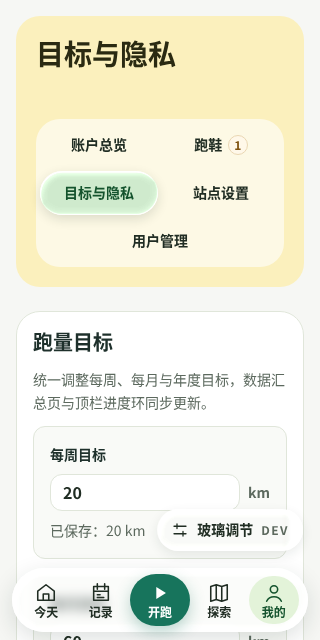 目标与隐私
账户总览
跑鞋 1
目标与隐私
站点设置
用户管理
跑量目标
统一调整每周、每月与年度目标，数据汇
总页与顶栏进度环同步更新。
每周目标
20 km
已保存：20 km
玻璃调节 DEV
今天
记录
开跑
探索
我的